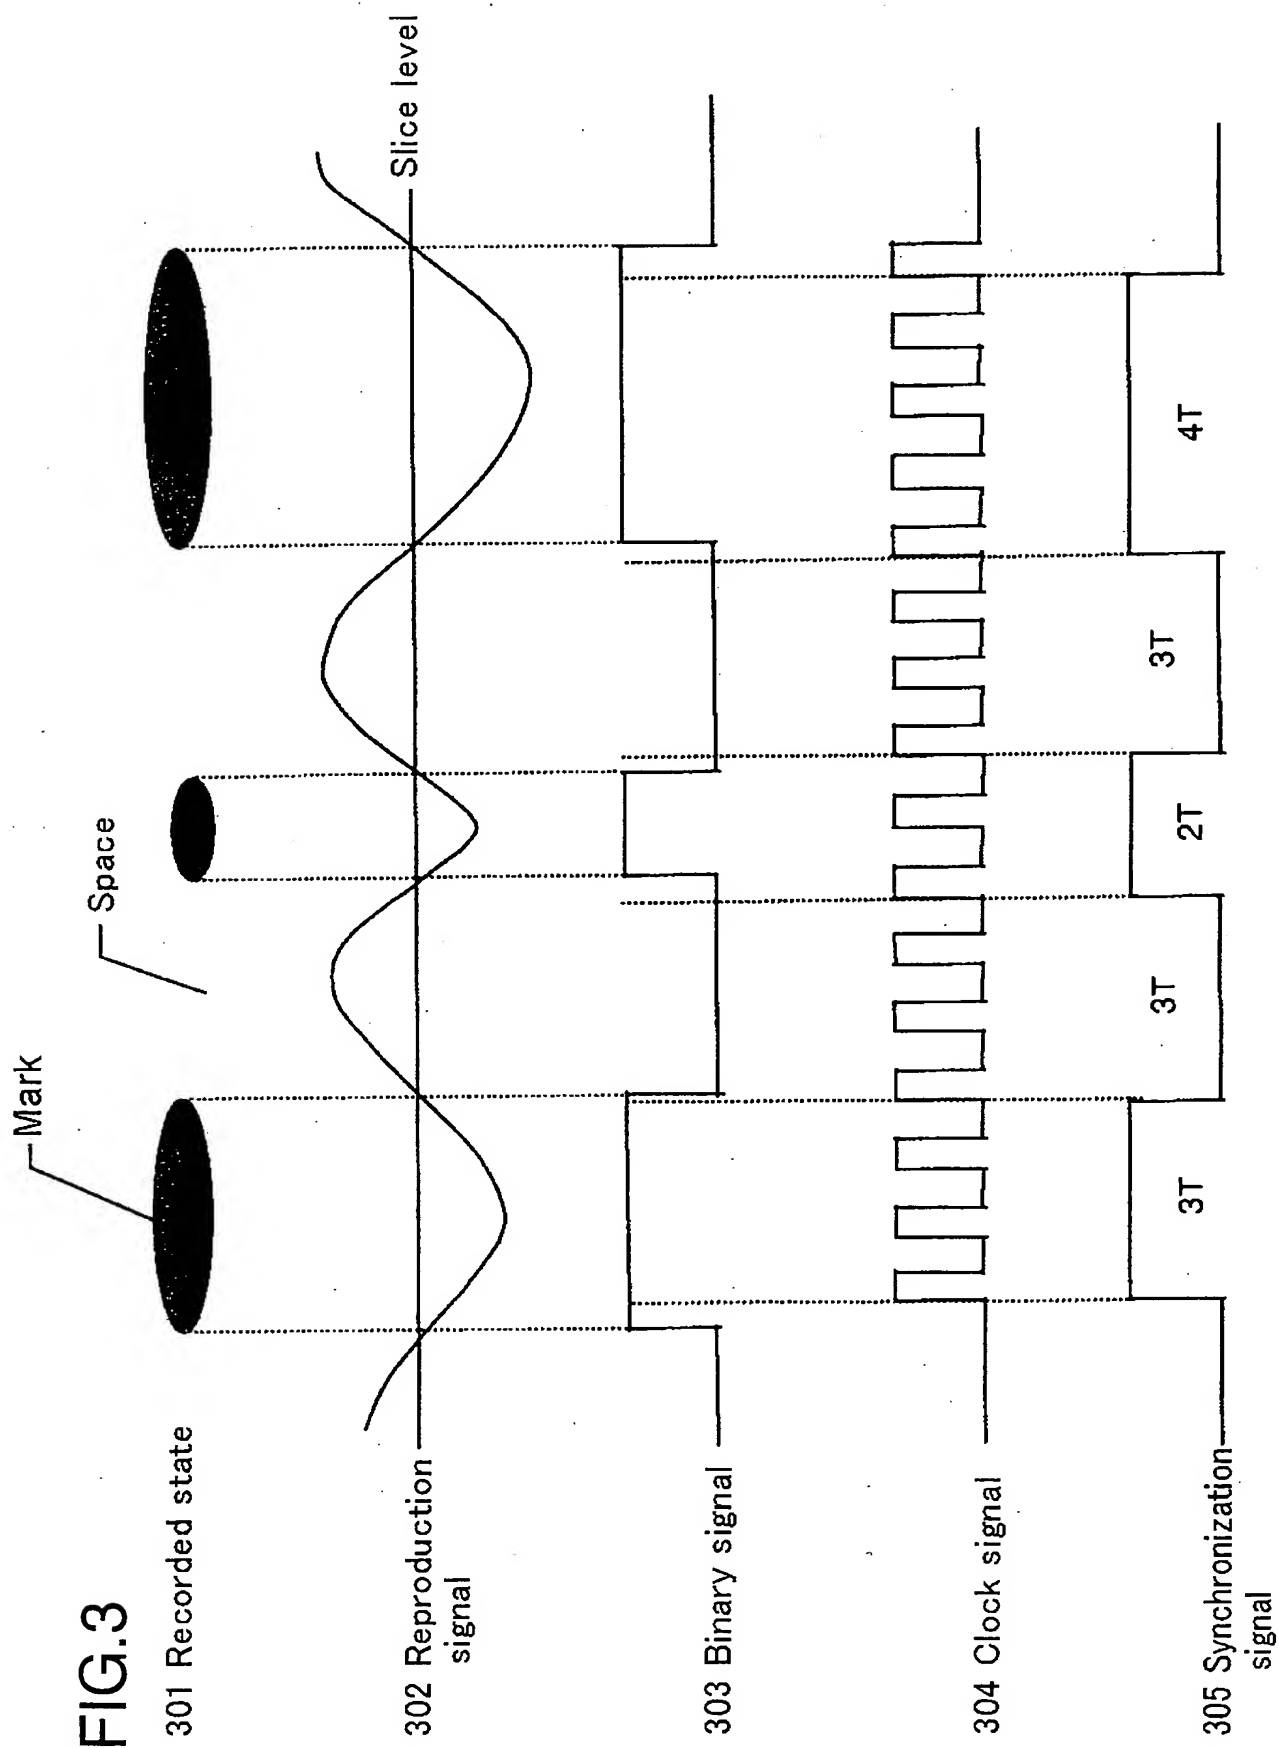 FIG.3
Mark
Space
301 Recorded state
302 Reproduction
signal
Slice level
303 Binary signal
304 Clock signal
305 Synchronization
signal
3T
3T
2T
3T
4T